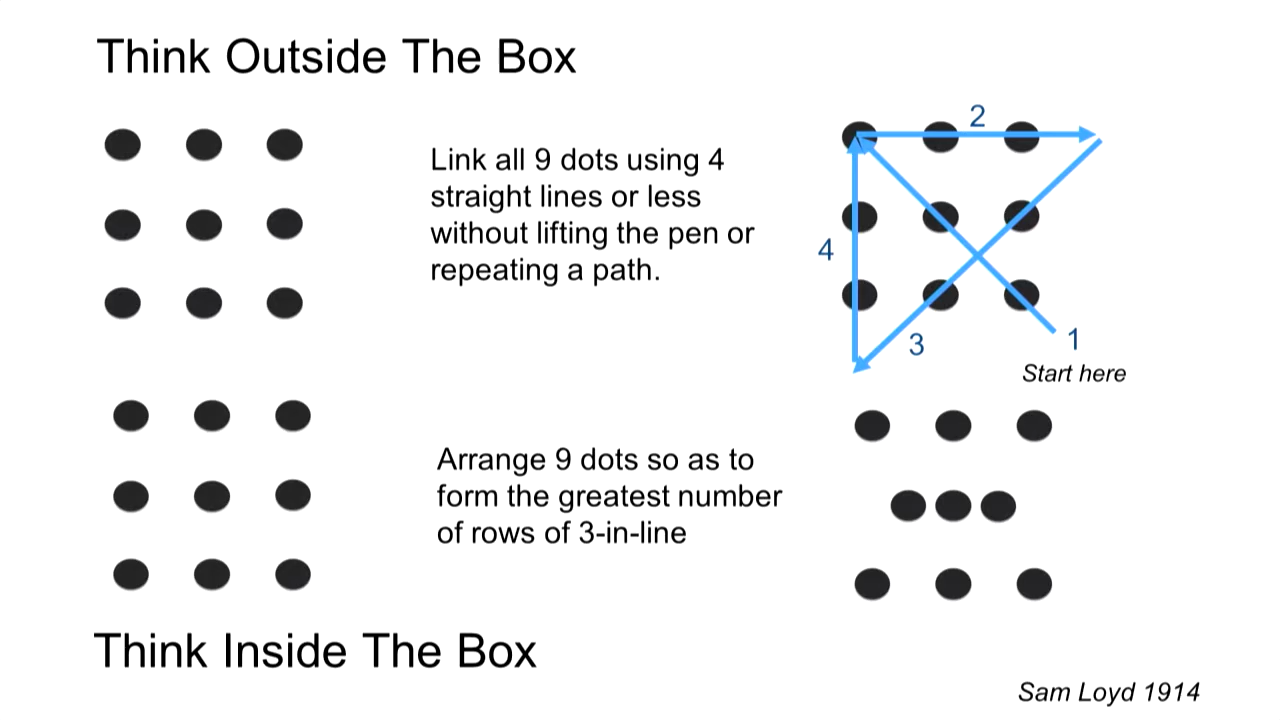 Think Outside The Box
Link all 9 dots using 4
straight lines or less
without lifting the pen or
repeating a path.
2
4
3
1
Start here
Arrange 9 dots so as to
form the greatest number
of rows of 3-in-line
Think Inside The Box
Sam Loyd 1914